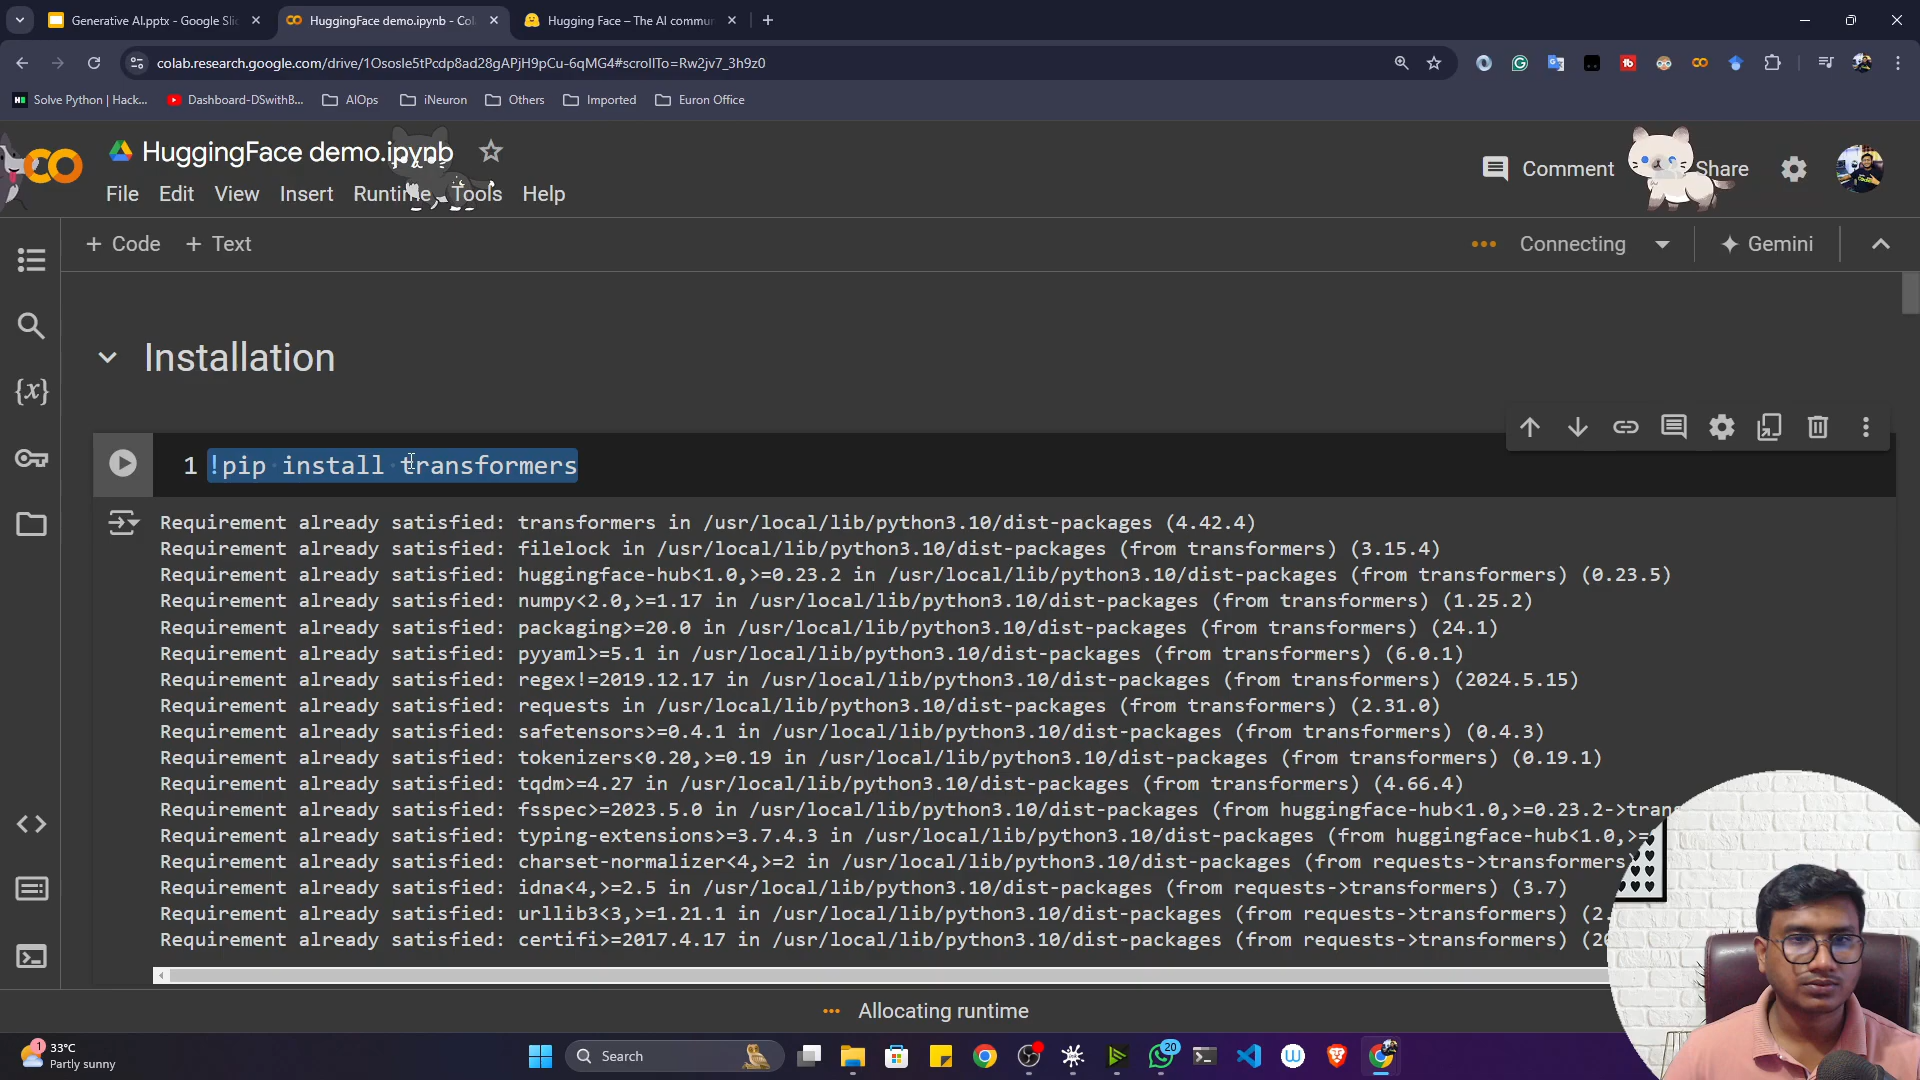 Generative AI.pptx - Google Sli
HuggingFace demo.ipynb - Col
Hugging Face – The AI commun
colab.research.google.com/drive/1Ososle5tPcdp8ad28gAPjH9pCu-6qMG4#scrollTo=Rw2jv7_3h9z0
Solve Python | Hack...
Dashboard-DSwithB...
AIOps
iNeuron
Others
Imported
Euron Office
HuggingFace demo.ipynb
Comment
Share
File Edit View Insert Runtime Tools Help
+ Code + Text
Connecting
Gemini
Installation
1 !pip install transformers
Requirement already satisfied: transformers in /usr/local/lib/python3.10/dist-packages (4.42.4)
Requirement already satisfied: filelock in /usr/local/lib/python3.10/dist-packages (from transformers) (3.15.4)
Requirement already satisfied: huggingface-hub<1.0,>=0.23.2 in /usr/local/lib/python3.10/dist-packages (from transformers) (0.23.5)
Requirement already satisfied: numpy<2.0,>=1.17 in /usr/local/lib/python3.10/dist-packages (from transformers) (1.25.2)
Requirement already satisfied: packaging>=20.0 in /usr/local/lib/python3.10/dist-packages (from transformers) (24.1)
Requirement already satisfied: pyyaml>=5.1 in /usr/local/lib/python3.10/dist-packages (from transformers) (6.0.1)
Requirement already satisfied: regex!=2019.12.17 in /usr/local/lib/python3.10/dist-packages (from transformers) (2024.5.15)
Requirement already satisfied: requests in /usr/local/lib/python3.10/dist-packages (from transformers) (2.31.0)
Requirement already satisfied: safetensors>=0.4.1 in /usr/local/lib/python3.10/dist-packages (from transformers) (0.4.3)
Requirement already satisfied: tokenizers<0.20,>=0.19 in /usr/local/lib/python3.10/dist-packages (from transformers) (0.19.1)
Requirement already satisfied: tqdm>=4.27 in /usr/local/lib/python3.10/dist-packages (from transformers) (4.66.4)
Requirement already satisfied: fsspec>=2023.5.0 in /usr/local/lib/python3.10/dist-packages (from huggingface-hub<1.0,>=0.23.2->trans
Requirement already satisfied: typing-extensions>=3.7.4.3 in /usr/local/lib/python3.10/dist-packages (from huggingface-hub<1.0,>=
Requirement already satisfied: charset-normalizer<4,>=2 in /usr/local/lib/python3.10/dist-packages (from requests->transformers)
Requirement already satisfied: idna<4,>=2.5 in /usr/local/lib/python3.10/dist-packages (from requests->transformers) (3.7)
Requirement already satisfied: urllib3<3,>=1.21.1 in /usr/local/lib/python3.10/dist-packages (from requests->transformers) (2.
Requirement already satisfied: certifi>=2017.4.17 in /usr/local/lib/python3.10/dist-packages (from requests->transformers) (20
Allocating runtime
1
33°C
Partly sunny
Search
20